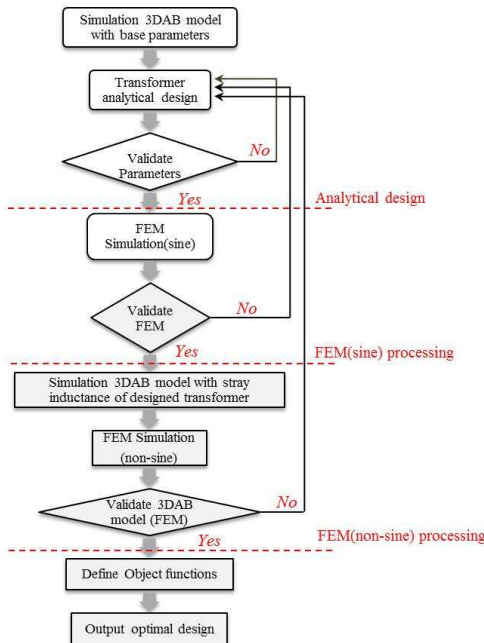 Simulation 3DAB model
with base parameters
Transformer
analytical design
Validate
Parameters
No
Yes
Analytical design
FEM
Simulation(sine)
Validate
FEM
No
Yes
FEM(sine) processing
Simulation 3DAB model with stray
inductance of designed transformer
FEM Simulation
(non-sine)
Validate 3DAB
model (FEM)
No
Yes
FEM(non-sine) processing
Define Object functions
Output optimal design